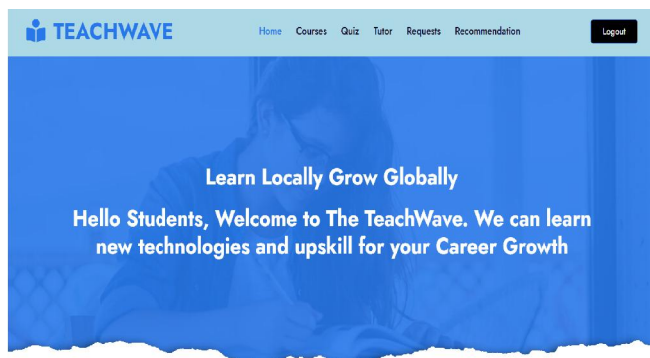 TEACHWAVE
Home Courses Quiz Tutor Requests Recommendation
Logout
Learn Locally Grow Globally
Hello Students, Welcome to The TeachWave. We can learn
new technologies and upskill for your Career Growth